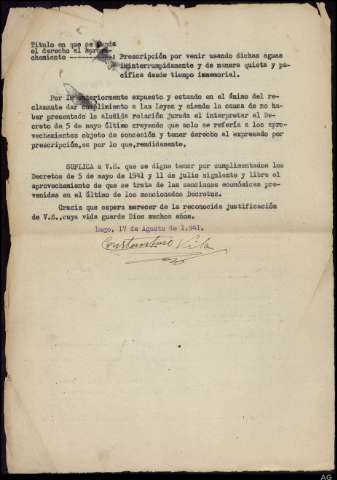 Título en que se funda
el derecho al aprove-
chamiento ---------: Prescripción por venir usando dichas aguas
ininterrumpidamente y de manera quieta y pa-
cífica desde tiempo inmemorial.
Por lo anteriormente expuesto y estando en el ánimo del re-
clamante dar cumplimiento a las Leyes y siendo la causa de no ha-
ber presentado la aludida relación jurada el interpretar el De-
creto de 5 de mayo último creyendo que solo se refería a los apro-
vechamientos objeto de concesión y tener derecho al expresado por
prescripción, es por lo que, rendidamente,
SUPLICA a V.S. que se digne tener por cumplimentados los
Decretos de 5 de mayo de 1941 y 11 de julio siguiente y libre el
aprovechamiento de que se trata de las sanciones económicas pre-
venidas en el último de los mencionados Decretos.
Gracia que espera merecer de la reconocida justificación
de V.S., cuya vida guarde Dios muchos años.
Lugo, 17 de Agosto de 1.941.
Vila
AG